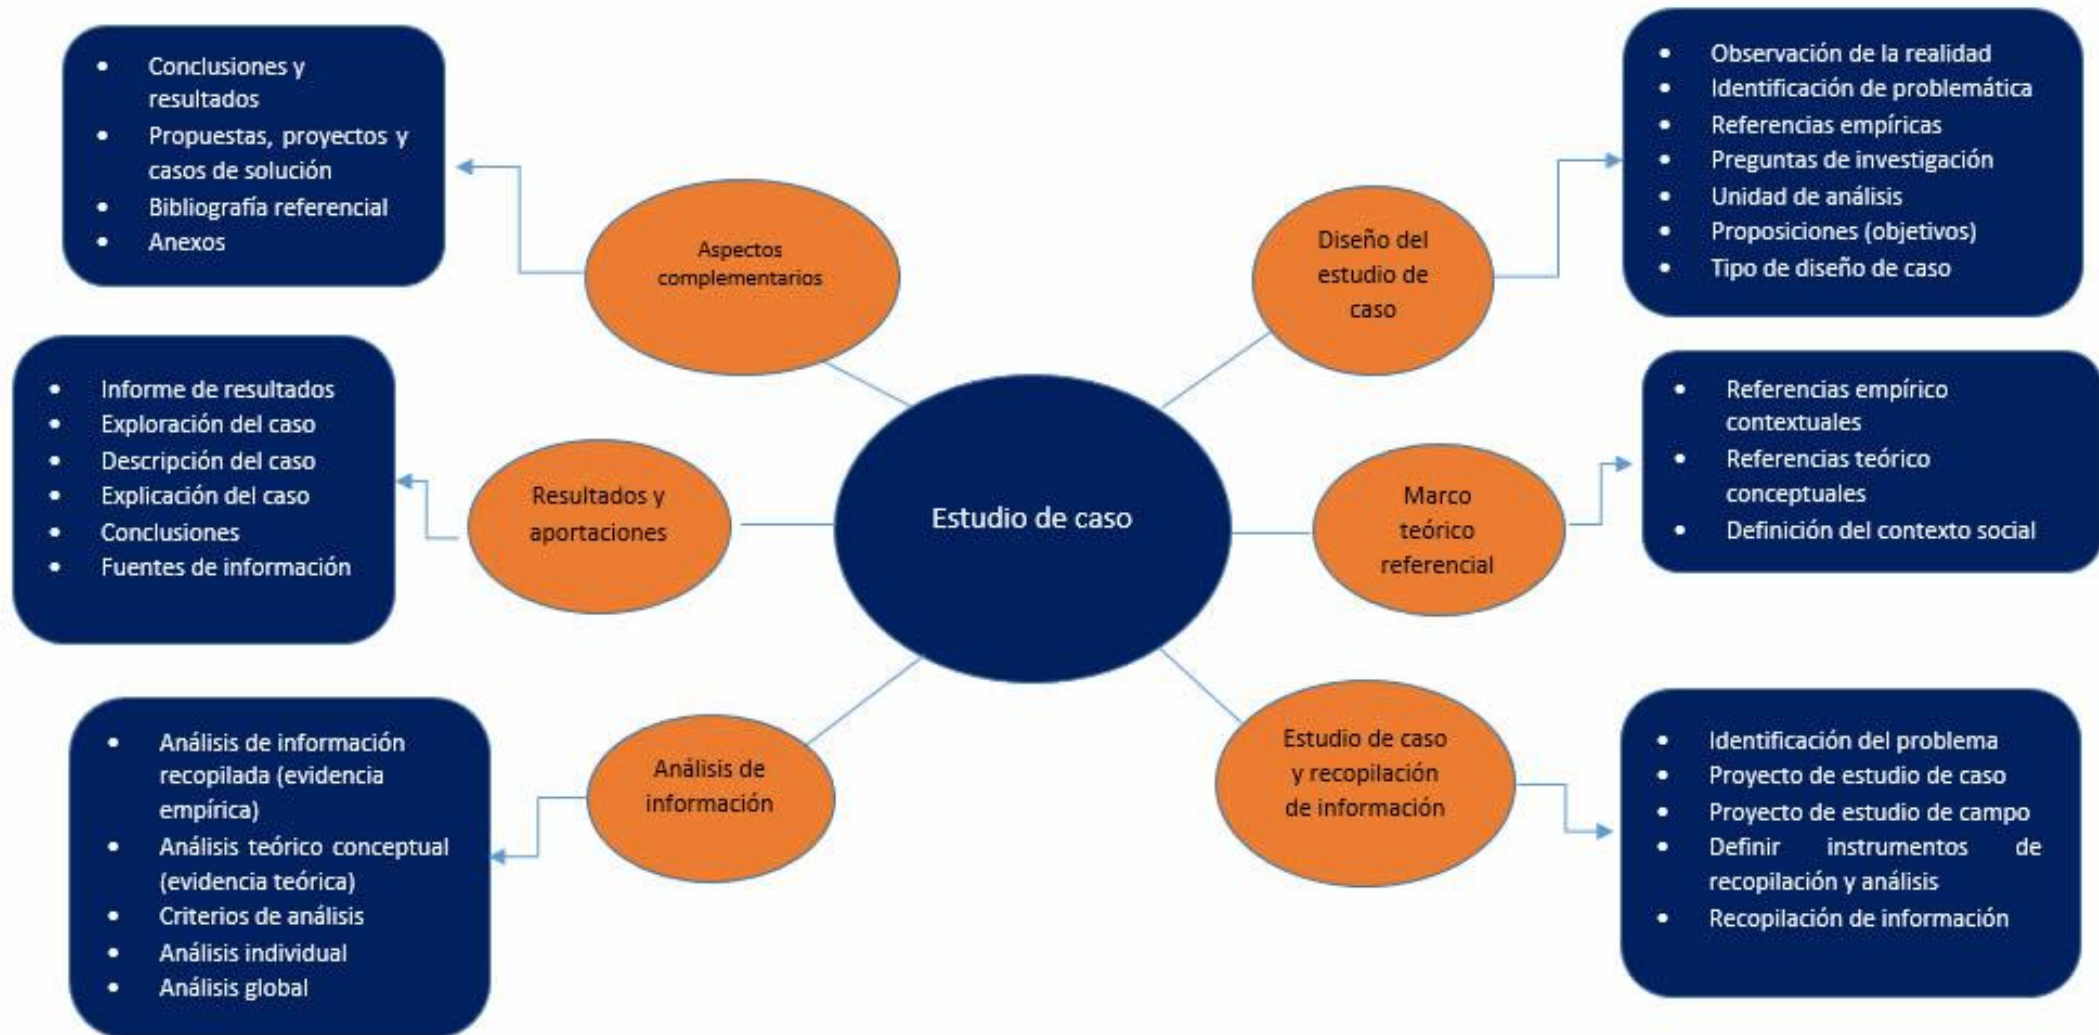 Conclusiones y
resultados
Propuestas, proyectos y
casos de solución
Bibliografía referencial
Anexos
Aspectos
complementarios
Informe de resultados
Exploración del caso
Descripción del caso
Explicación del caso
Conclusiones
Fuentes de información
Resultados y
aportaciones
Análisis de información
recopilada (evidencia
empírica)
Análisis teórico conceptual
(evidencia teórica)
Criterios de análisis
Análisis individual
Análisis global
Análisis de
información
Estudio de caso
Diseño del
estudio de
caso
Observación de la realidad
Identificación de problemática
Referencias empíricas
Preguntas de investigación
Unidad de análisis
Proposiciones (objetivos)
Tipo de diseño de caso
Marco
teórico
referencial
Referencias empírico
contextuales
Referencias teórico
conceptuales
Definición del contexto social
Estudio de caso
y recopilación
de información
Identificación del problema
Proyecto de estudio de caso
Proyecto de estudio de campo
Definir instrumentos de
recopilación y análisis
Recopilación de información